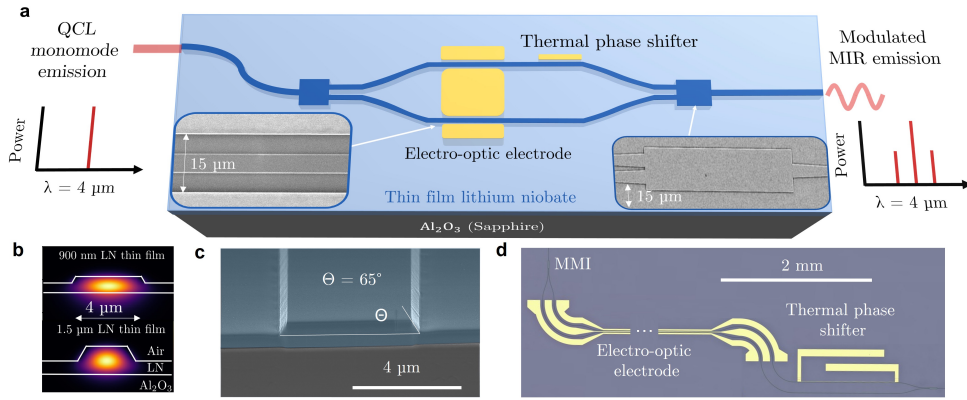 a
QCL
monomode
emission
Thermal phase shifter
Modulated
MIR emission
Power
λ = 4 µm
15 µm
Electro-optic electrode
15 µm
Power
λ = 4 µm
Thin film lithium niobate
Al₂O₃ (Sapphire)
b
900 nm LN thin film
4 µm
1.5 µm LN thin film
Air
LN
Al₂O₃
c
Θ = 65°
Θ
4 µm
d
MMI
2 mm
Thermal phase
shifter
...
Electro-optic
electrode